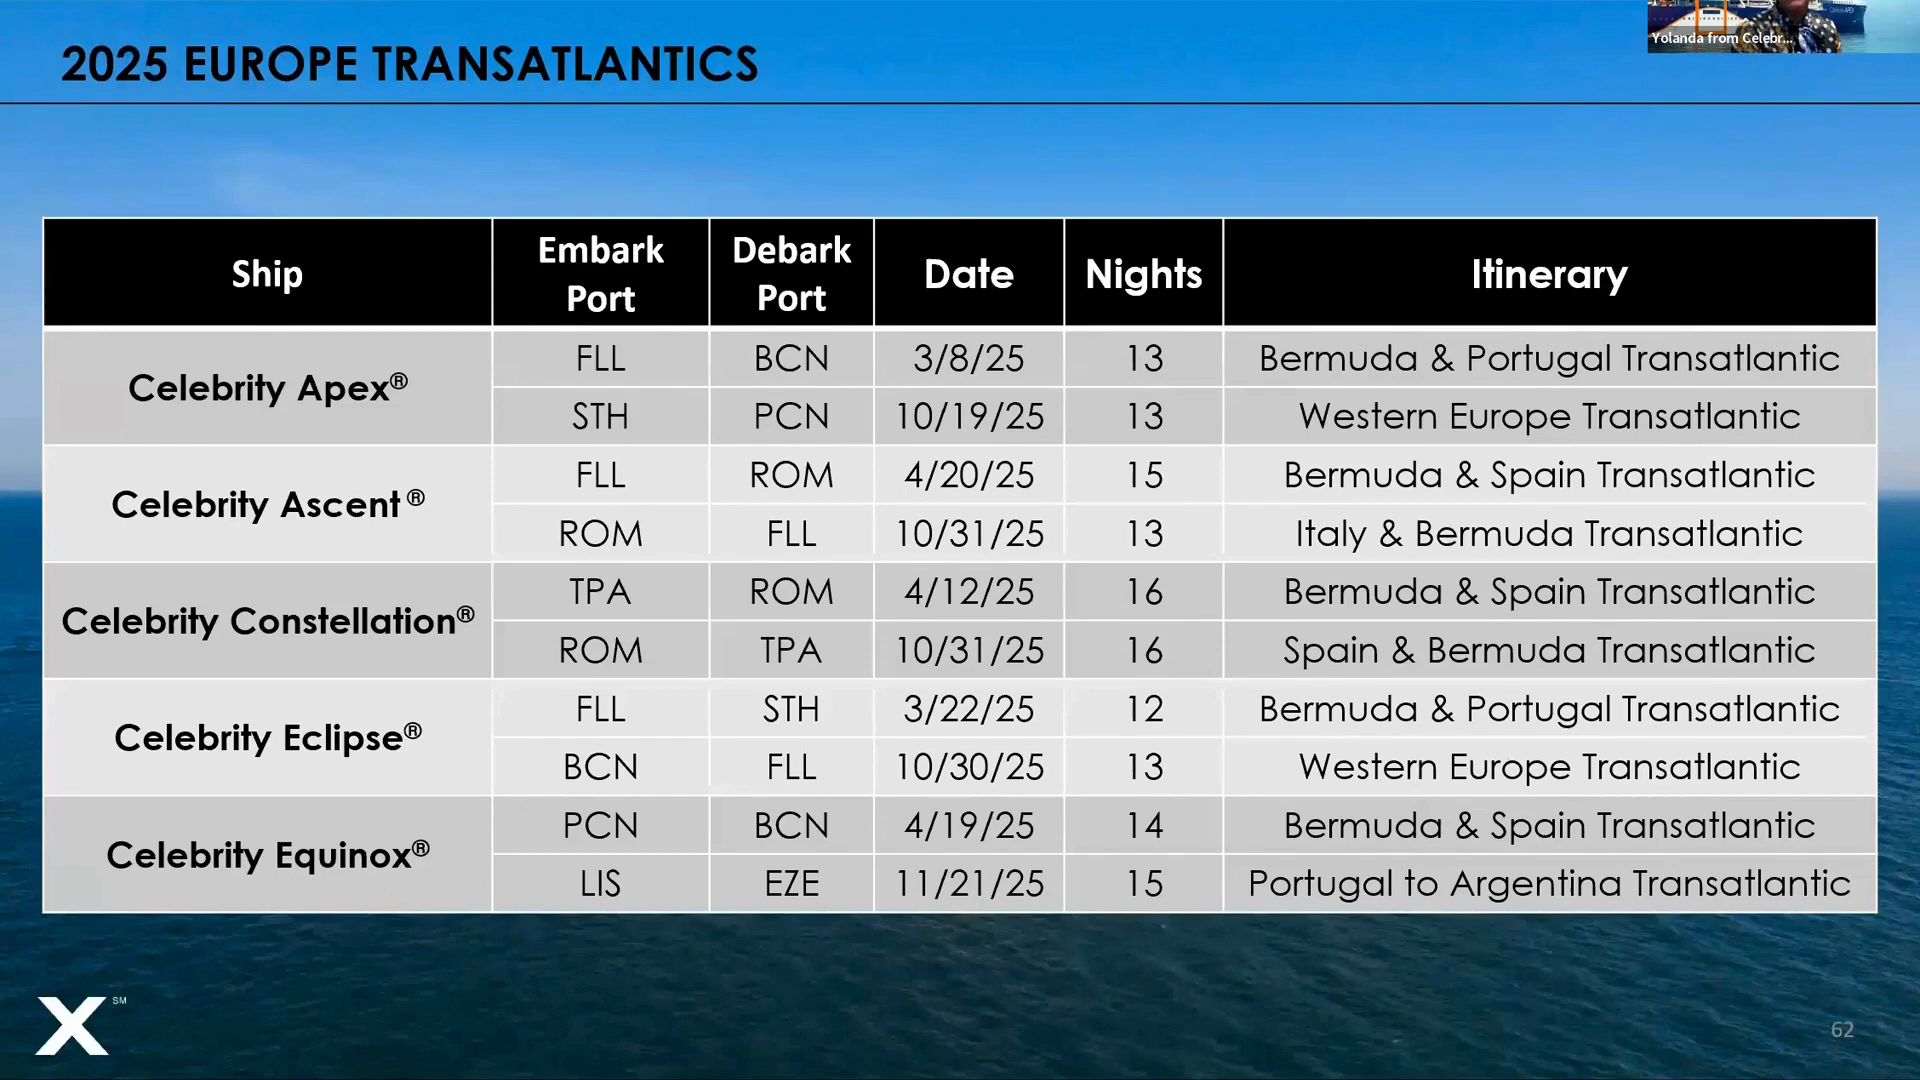 Yolanda from Celebr...
2025 EUROPE TRANSATLANTICS
Ship Embark Port Debark Port Date Nights Itinerary
Celebrity Apex®
FLL BCN 3/8/25 13 Bermuda & Portugal Transatlantic
STH PCN 10/19/25 13 Western Europe Transatlantic
Celebrity Ascent ®
FLL ROM 4/20/25 15 Bermuda & Spain Transatlantic
ROM FLL 10/31/25 13 Italy & Bermuda Transatlantic
Celebrity Constellation®
TPA ROM 4/12/25 16 Bermuda & Spain Transatlantic
ROM TPA 10/31/25 16 Spain & Bermuda Transatlantic
Celebrity Eclipse®
FLL STH 3/22/25 12 Bermuda & Portugal Transatlantic
BCN FLL 10/30/25 13 Western Europe Transatlantic
Celebrity Equinox®
PCN BCN 4/19/25 14 Bermuda & Spain Transatlantic
LIS EZE 11/21/25 15 Portugal to Argentina Transatlantic
X SM
62